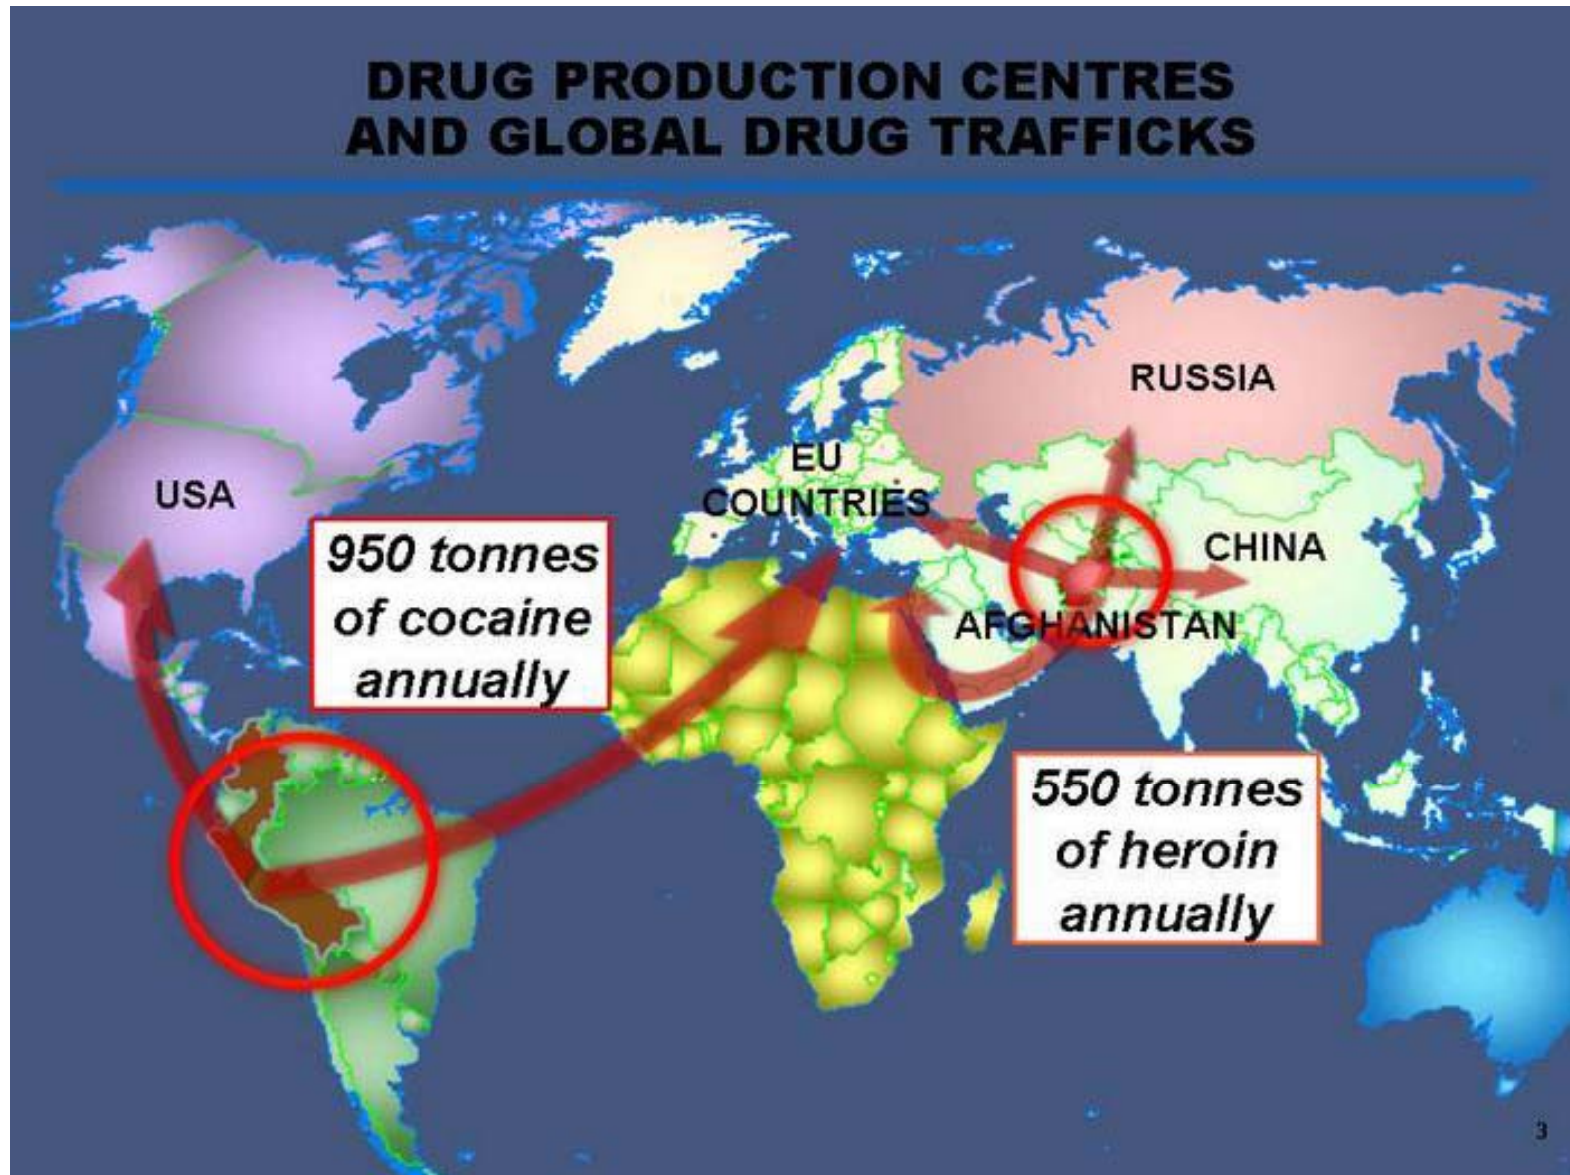 DRUG PRODUCTION CENTRES
AND GLOBAL DRUG TRAFFICKS
RUSSIA
EU
COUNTRIES
USA
CHINA
950 tonnes
of cocaine
annually
AFGHANISTAN
550 tonnes
of heroin
annually
3